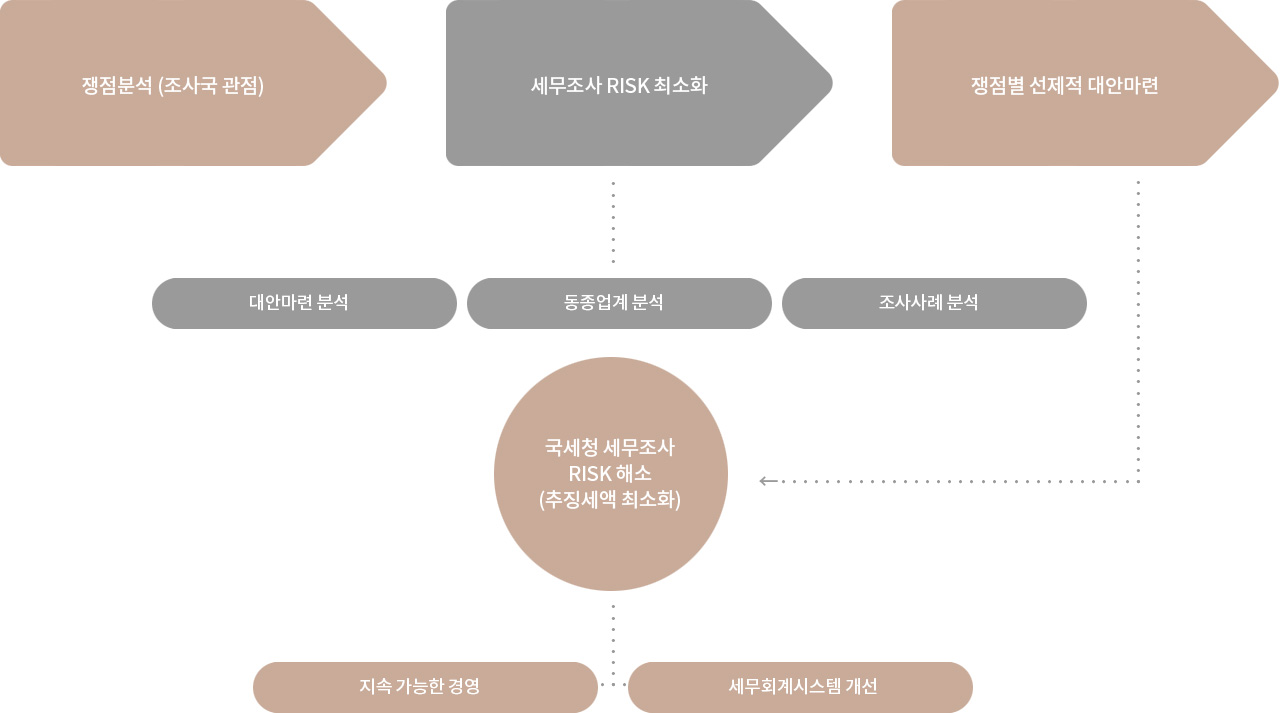 쟁점분석 (조사국 관점)
세무조사 RISK 최소화
쟁점별 선제적 대안마련
대안마련 분석
동종업계 분석
조사사례 분석
국세청 세무조사
RISK 해소
(추징세액 최소화)
지속 가능한 경영
세무회계시스템 개선